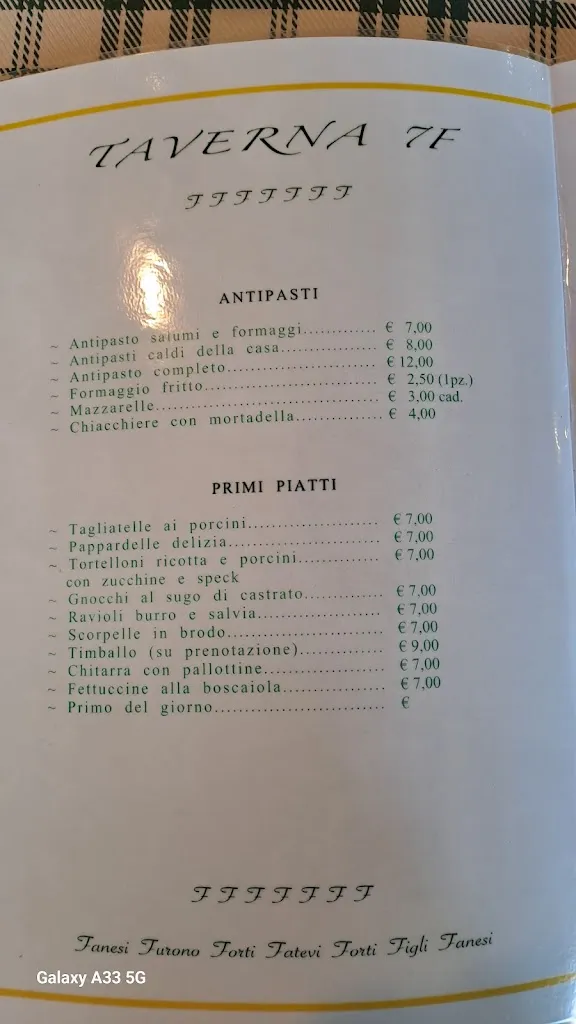 TAVERNA 7F
F F F F F F F
ANTIPASTI
~ Antipasto salumi e formaggi............. € 7,00
~ Antipasti caldi della casa................ € 8,00
~ Antipasto completo......................... € 12,00
~ Formaggio fritto............................. € 2,50 (1pz.)
~ Mazzarelle...................................... € 3,00 cad.
~ Chiacchiere con mortadella............... € 4,00
PRIMI PIATTI
~ Tagliatelle ai porcini....................... € 7,00
~ Pappardelle delizia.......................... € 7,00
~ Tortelloni ricotta e porcini.............. € 7,00
con zucchine e speck
~ Gnocchi al sugo di castrato............. € 7,00
~ Ravioli burro e salvia..................... € 7,00
~ Scorpelle in brodo........................... € 7,00
~ Timballo (su prenotazione).............. € 9,00
~ Chitarra con pallottine.................... € 7,00
~ Fettuccine alla boscaiola................. € 7,00
~ Primo del giorno............................. €
F F F F F F F
Fanesi Furono Forti Fatevi Forti Figli Fanesi
Galaxy A33 5G